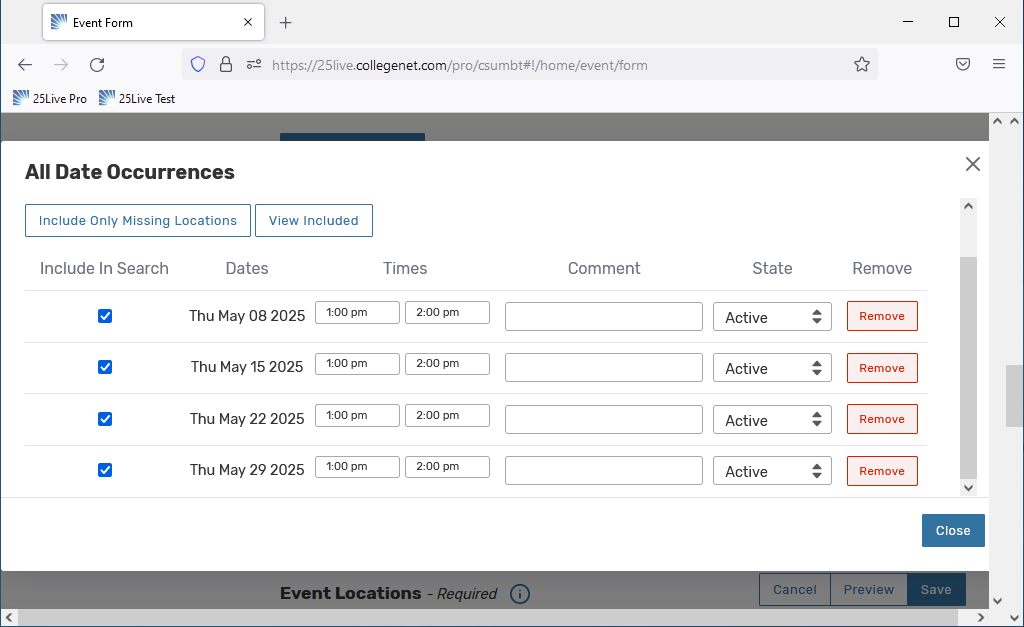 Event Form
https://25live.collegenet.com/pro/csumbt#!/home/event/form
25Live Pro 25Live Test
All Date Occurrences
Include Only Missing Locations View Included
Include In Search Dates Times Comment State Remove
Thu May 08 2025 1:00 pm 2:00 pm Active Remove
Thu May 15 2025 1:00 pm 2:00 pm Active Remove
Thu May 22 2025 1:00 pm 2:00 pm Active Remove
Thu May 29 2025 1:00 pm 2:00 pm Active Remove
Close
Event Locations - Required Cancel Preview Save